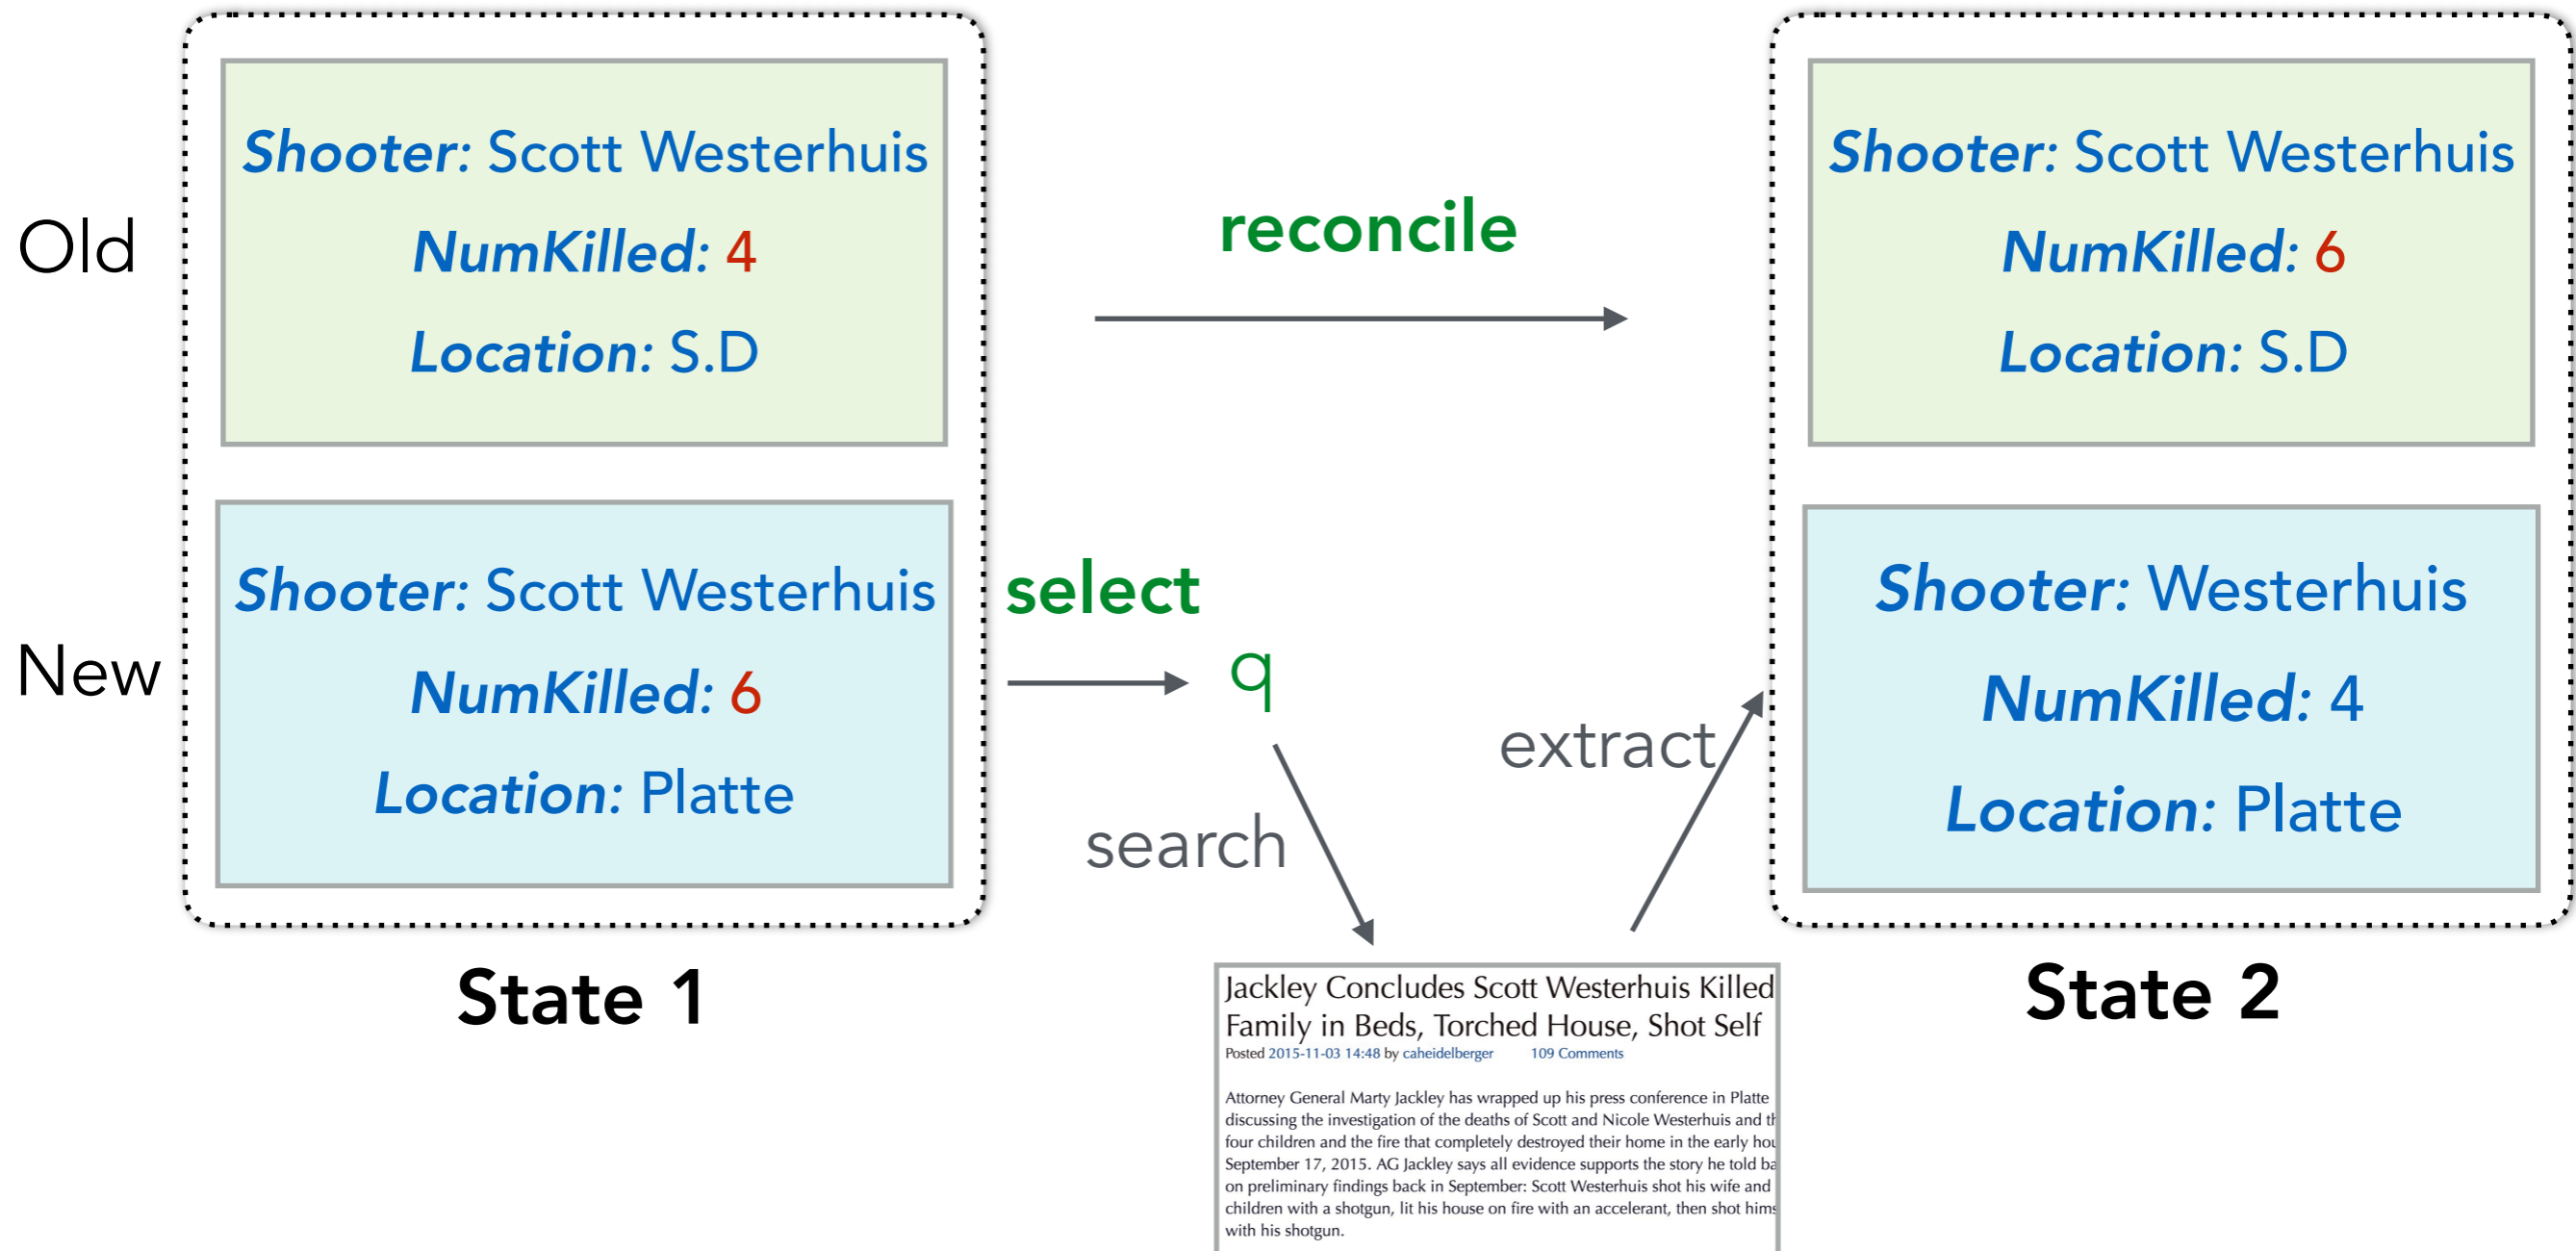 Old
Shooter: Scott Westerhuis
NumKilled: 4
Location: S.D
New
Shooter: Scott Westerhuis
NumKilled: 6
Location: Platte
State 1
reconcile
select
q
search
extract
Jackley Concludes Scott Westerhuis Killed
Family in Beds, Torched House, Shot Self
Posted 2015-11-03 14:48 by caheidelberger 109 Comments
Attorney General Marty Jackley has wrapped up his press conference in Platte
discussing the investigation of the deaths of Scott and Nicole Westerhuis and
four children and the fire that completely destroyed their home in the early
September 17, 2015. AG Jackley says all evidence supports the story he told
on preliminary findings back in September: Scott Westerhuis shot his wife and
children with a shotgun, lit his house on fire with an accelerant, then shot
with his shotgun.
Shooter: Scott Westerhuis
NumKilled: 6
Location: S.D
Shooter: Westerhuis
NumKilled: 4
Location: Platte
State 2